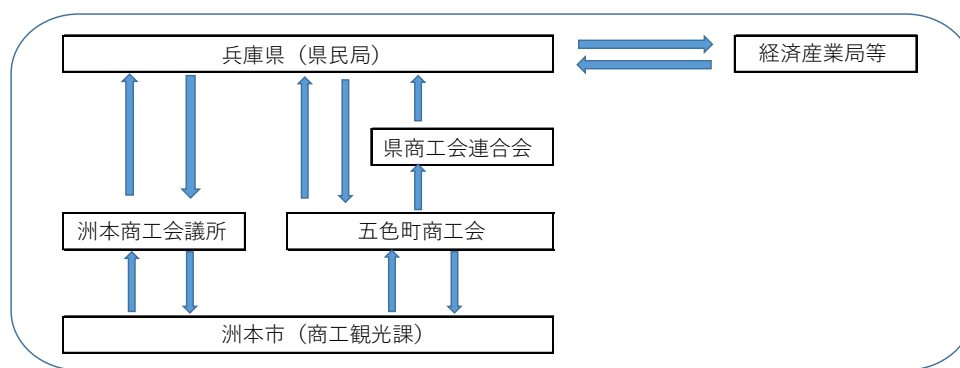 兵庫県（県民局）
経済産業局等
県商工会連合会
洲本商工会議所
五色町商工会
洲本市（商工観光課）